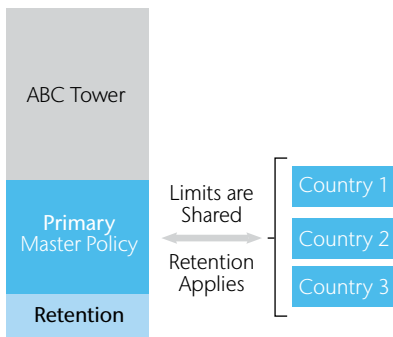 ABC Tower
Primary
Master Policy
Retention
Limits are
Shared
Retention
Applies
Country 1
Country 2
Country 3